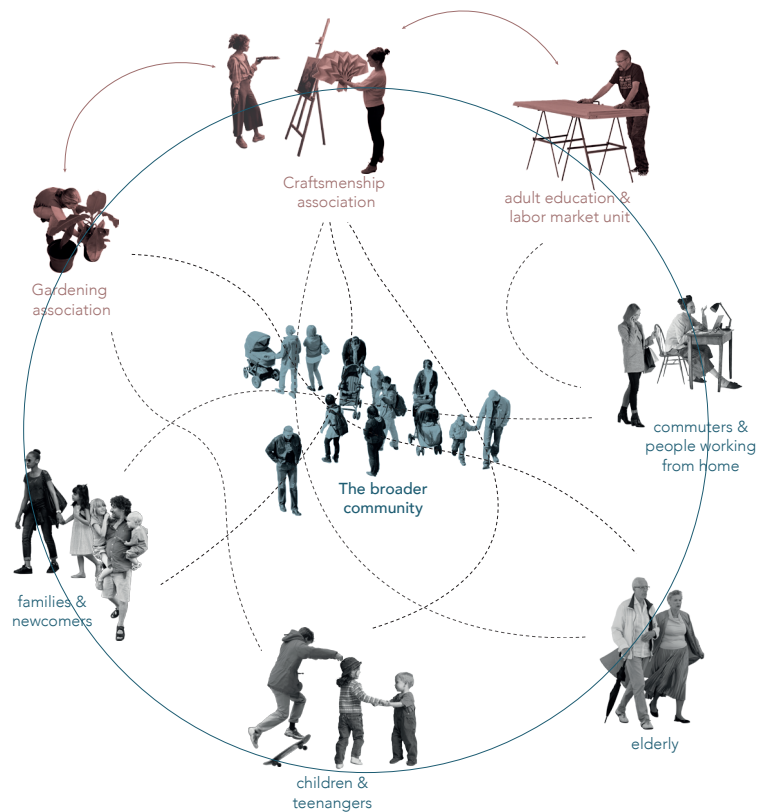 Craftsmenship
association
adult education &
labor market unit
Gardening
association
commuters &
people working
from home
The broader
community
families &
newcomers
elderly
children &
teenangers